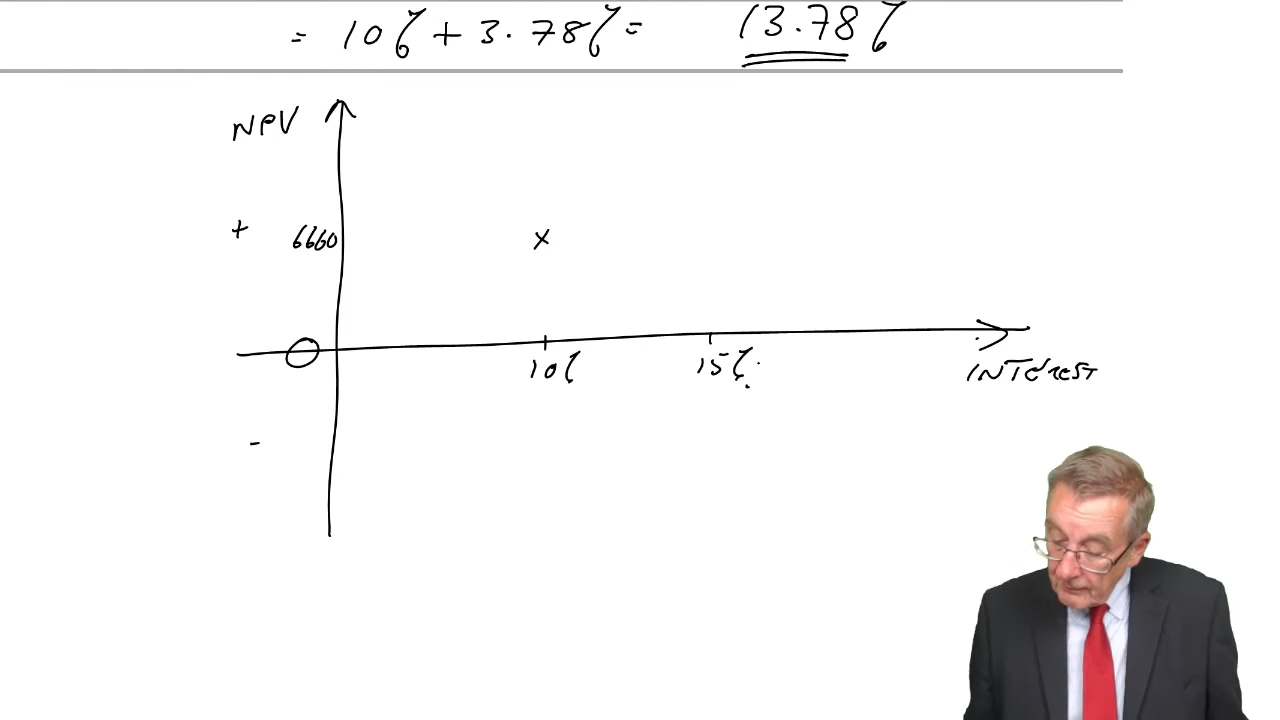 = 10% + 3.78% = 13.78%
NPV
+ 6660 x
0
10% 15%
INTEREST
-